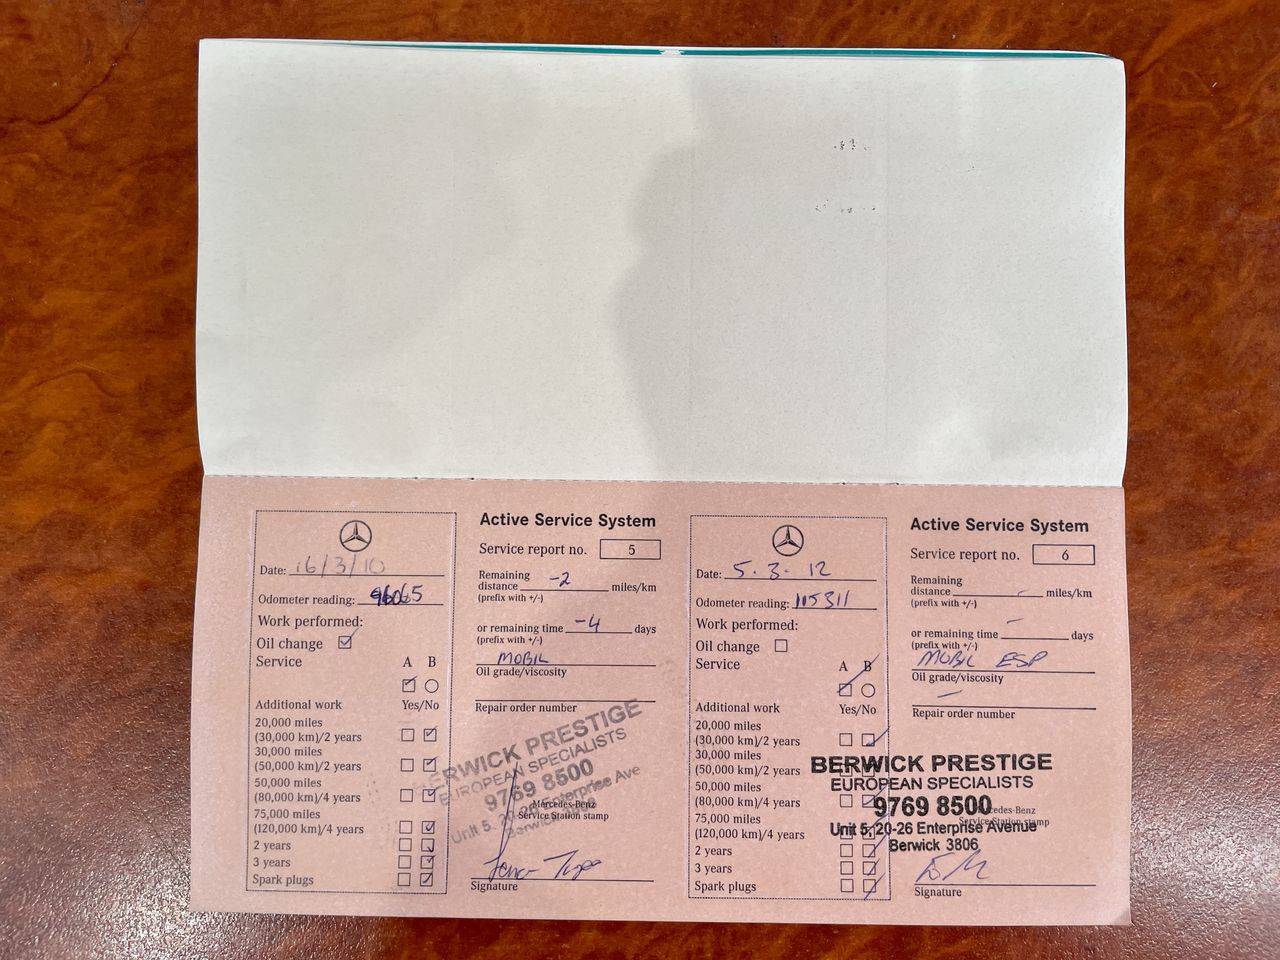 Active Service System
Service report no. 5
Date: 16/3/10
Remaining
distance -2 miles/km
(prefix with +/-)
Odometer reading: 96065
Work performed:
or remaining time -4 days
(prefix with +/-)
Oil change
MOBIL
Service A B
Oil grade/viscosity
Additional work Yes/No
Repair order number
20,000 miles
(30,000 km)/2 years
30,000 miles
(50,000 km)/2 years
50,000 miles
(80,000 km)/4 years
75,000 miles
(120,000 km)/4 years
2 years
3 years
Spark plugs
BERWICK PRESTIGE
EUROPEAN SPECIALISTS
9769 8500
Unit 5, 20-26 Enterprise Ave
Berwick
Mercedes-Benz
Service Station stamp
Signature
Active Service System
Service report no. 6
Date: 5.3.12
Remaining
distance - miles/km
(prefix with +/-)
Odometer reading: 105311
Work performed:
or remaining time - days
(prefix with +/-)
Oil change
MOBIL ESP
Service A B
Oil grade/viscosity
-
Additional work Yes/No
Repair order number
20,000 miles
(30,000 km)/2 years
30,000 miles
(50,000 km)/2 years
50,000 miles
(80,000 km)/4 years
75,000 miles
(120,000 km)/4 years
2 years
3 years
Spark plugs
BERWICK PRESTIGE
EUROPEAN SPECIALISTS
9769 8500
Unit 5, 20-26 Enterprise Avenue
Berwick 3806
Mercedes-Benz
Service Station stamp
Signature